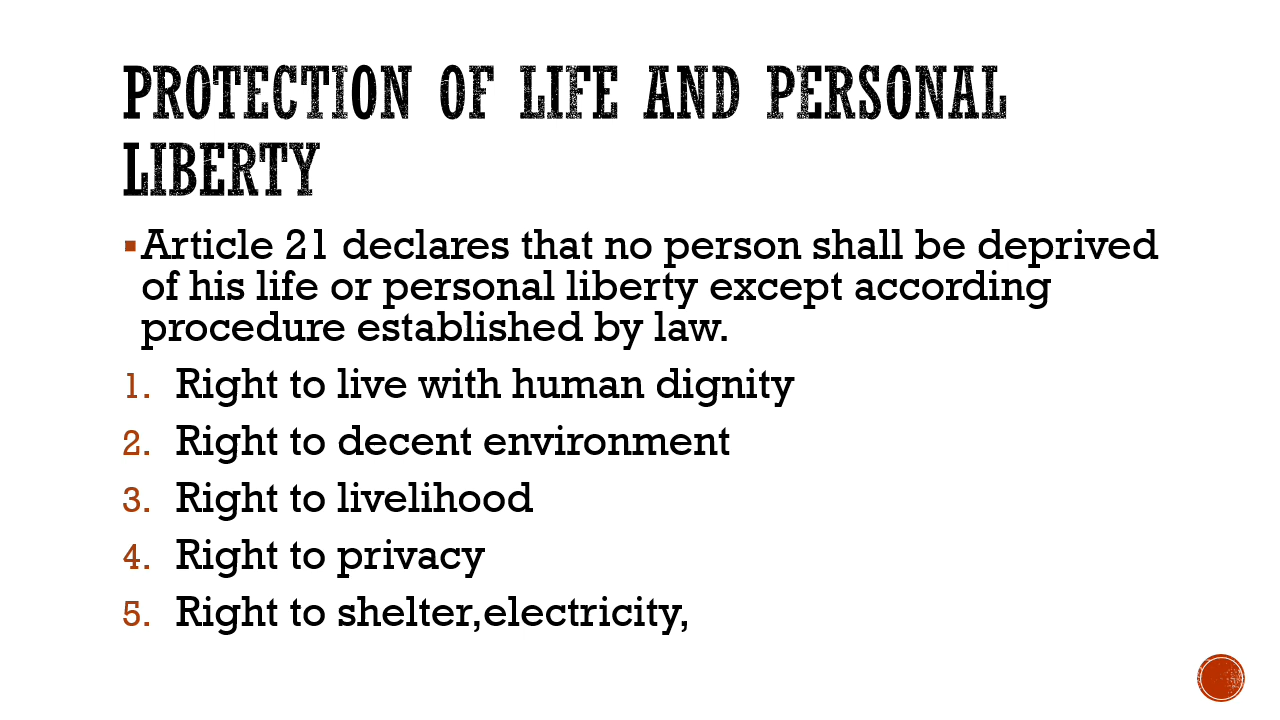 PROTECTION OF LIFE AND PERSONAL
LIBERTY
▪Article 21 declares that no person shall be deprived
of his life or personal liberty except according
procedure established by law.
1. Right to live with human dignity
2. Right to decent environment
3. Right to livelihood
4. Right to privacy
5. Right to shelter,electricity,